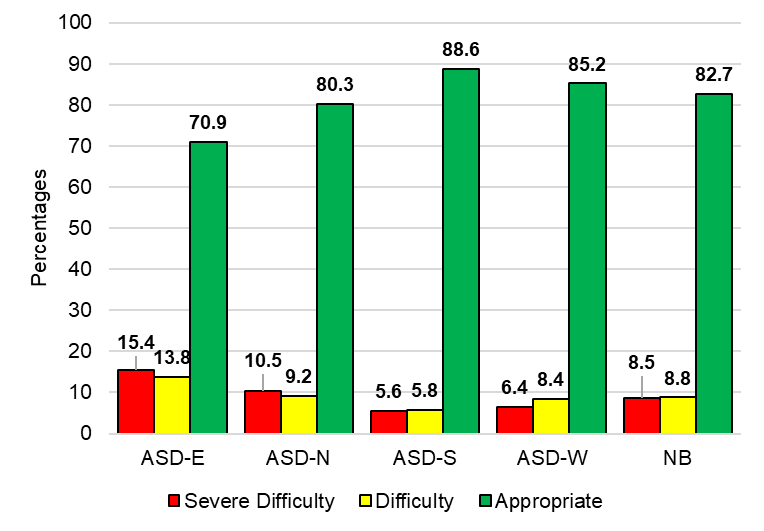 100
90
80
70
60
50
40
30
20
10
0
Percentages
15.4
13.8
70.9
10.5
9.2
80.3
5.6
5.8
88.6
6.4
8.4
85.2
8.5
8.8
82.7
ASD-E
ASD-N
ASD-S
ASD-W
NB
Severe Difficulty
Difficulty
Appropriate